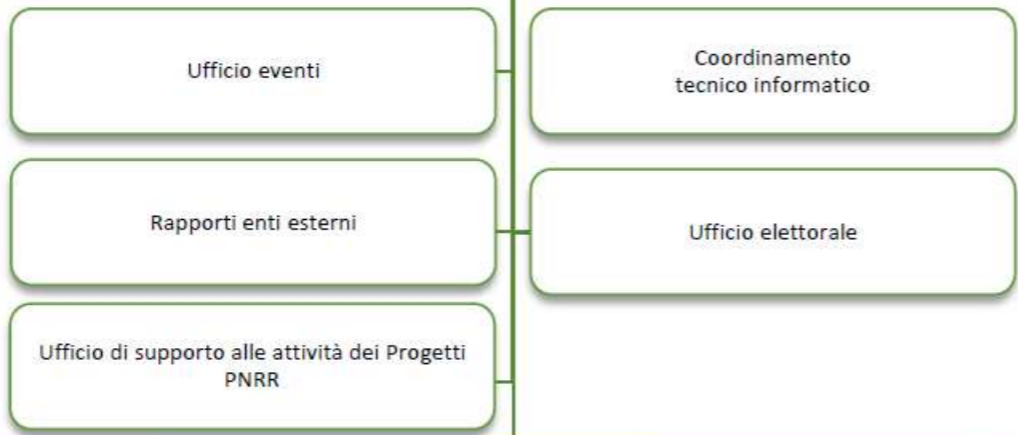 Ufficio eventi
Coordinamento
tecnico informatico
Rapporti enti esterni
Ufficio elettorale
Ufficio di supporto alle attività dei Progetti
PNRR